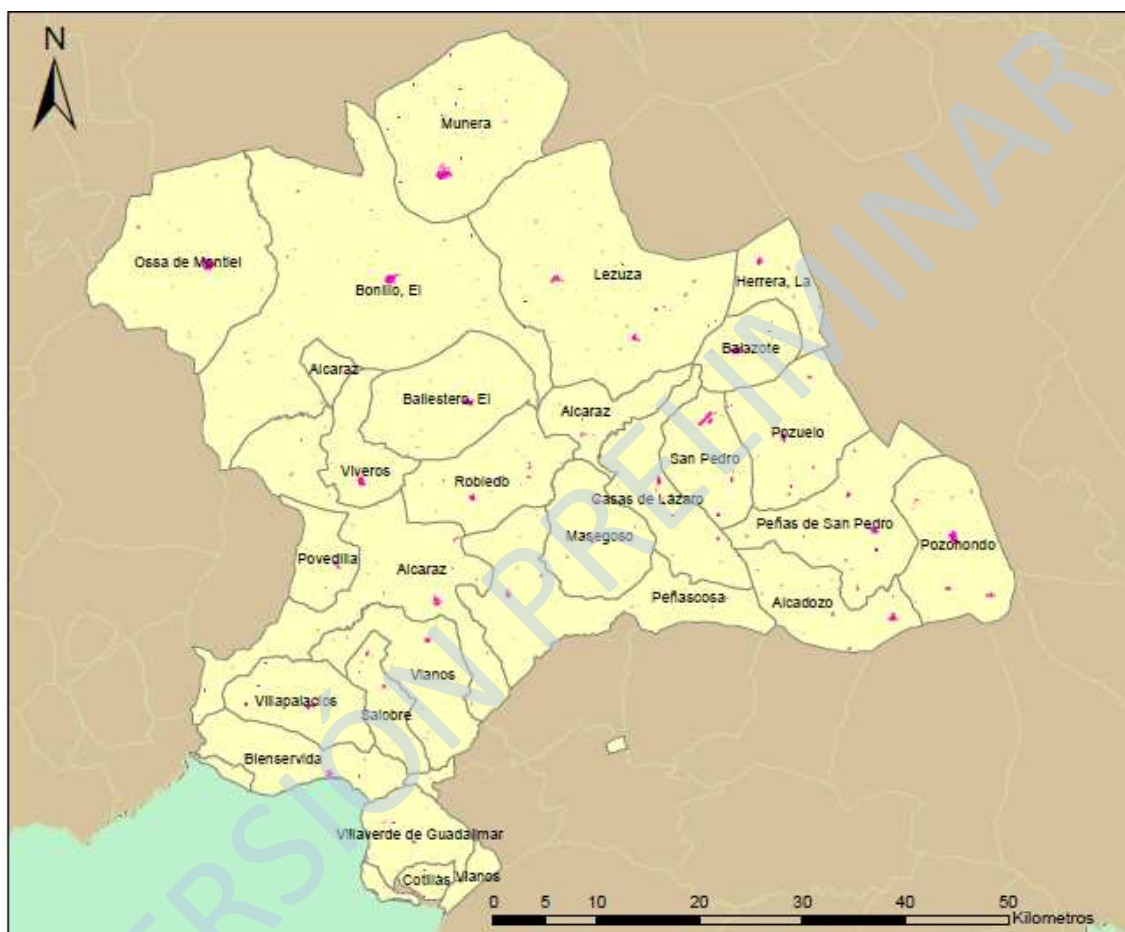 N
Munera
Ossa de Montiel
Bonillo, El
Lezuza
Herrera, La
Balazote
Alcaraz
Ballestero, El
Alcaraz
Pozuelo
San Pedro
Viveros
Robledo
Casas de Lázaro
Peñas de San Pedro
Masegoso
Pozohondo
Povedilla
Alcaraz
Peñascosa
Alcadozo
Vianos
Villapalacios
Salobre
Bienservida
Villaverde de Guadalimar
Cotillas
Vianos
0 5 10 20 30 40 50
Kilometros
VERSIÓN PRELIMINAR